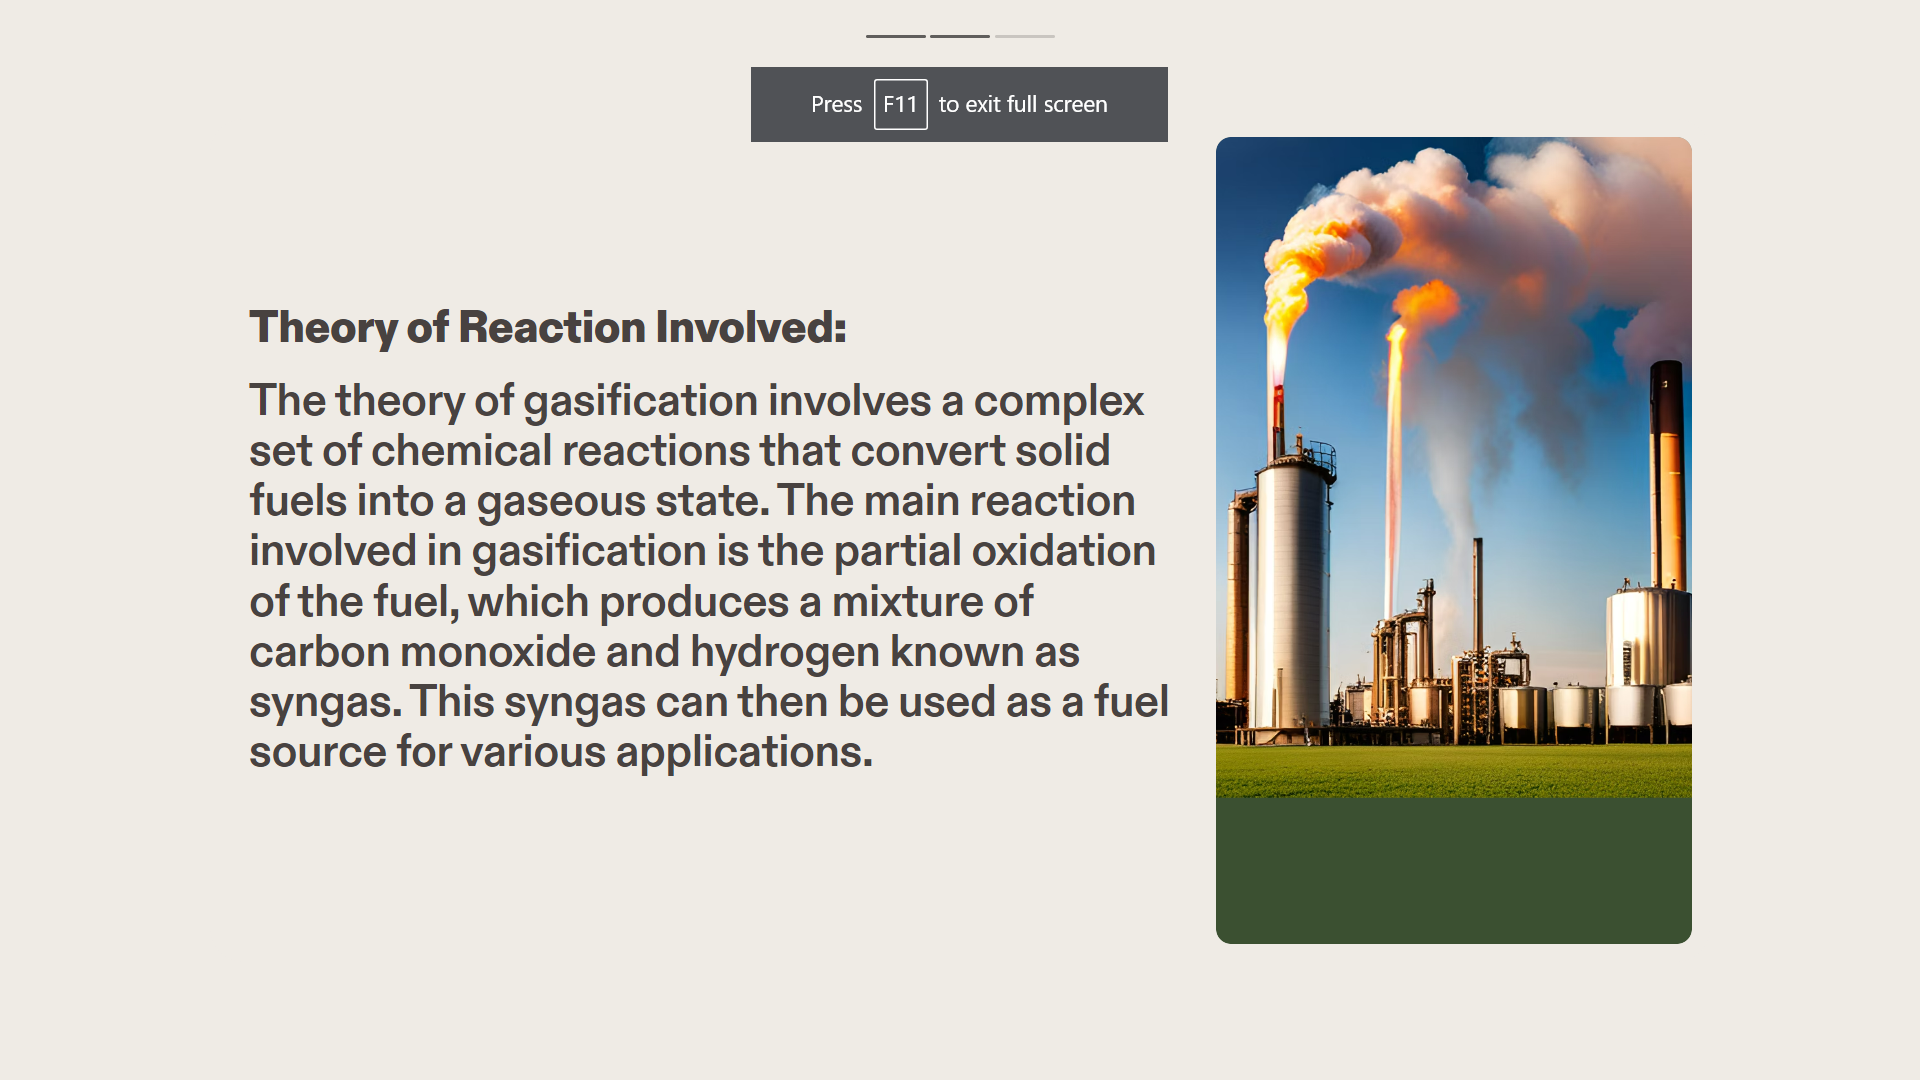 Press F11 to exit full screen
Theory of Reaction Involved:
The theory of gasification involves a complex
set of chemical reactions that convert solid
fuels into a gaseous state. The main reaction
involved in gasification is the partial oxidation
of the fuel, which produces a mixture of
carbon monoxide and hydrogen known as
syngas. This syngas can then be used as a fuel
source for various applications.